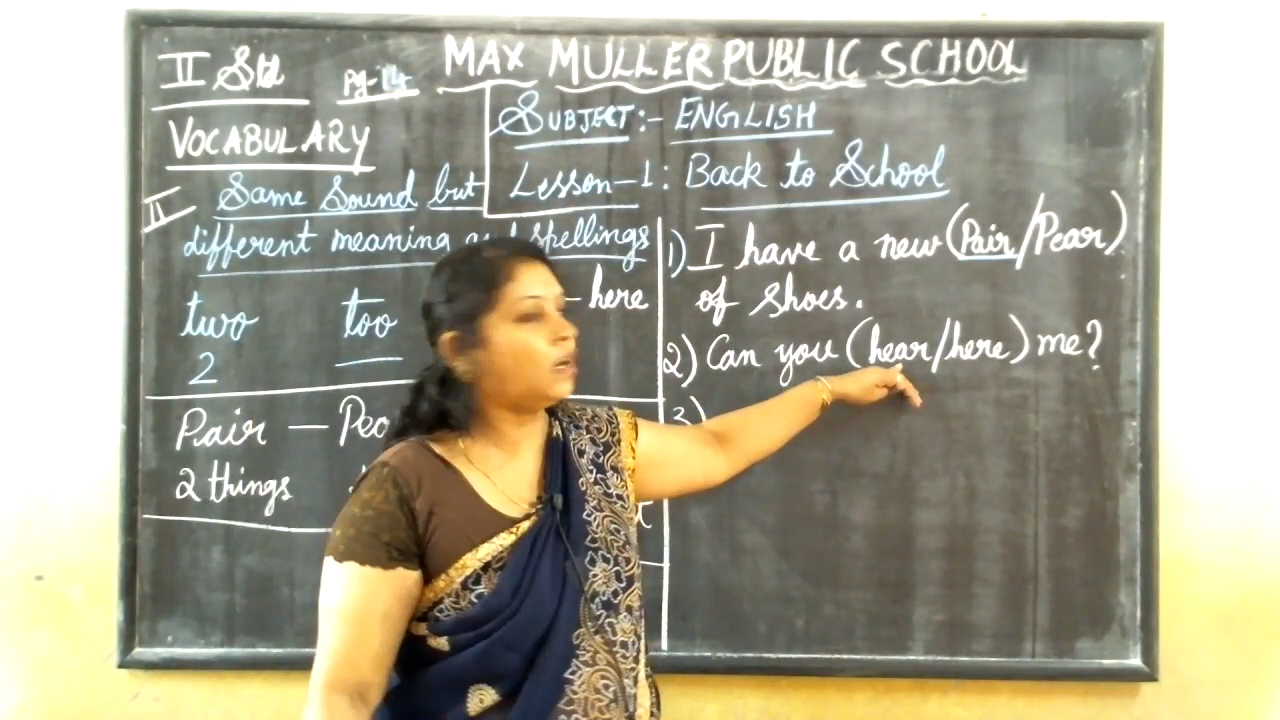 II Std Pg-14 MAX MULLER PUBLIC SCHOOL
SUBJECT:- ENGLISH
VOCABULARY
Lesson-1: Back to School
II Same Sound but
different meaning and spellings
two too - here
2
Pair - Pea
2 things
1) I have a new (Pair/Pear)
of shoes.
2) Can you (hear/here) me?
3)